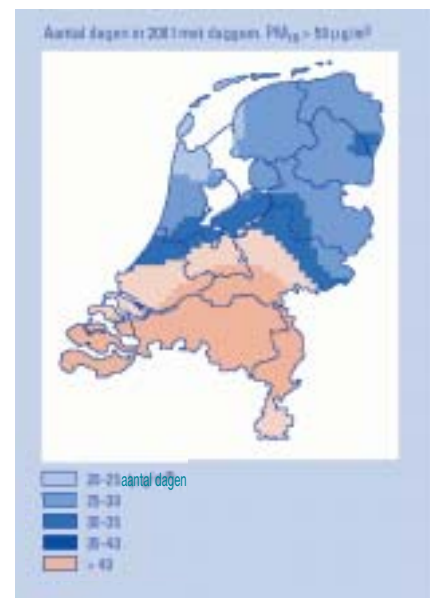 Aantal dagen in 2001 met daggem. PM₁₀ > 50 µg/m³
20-25 aantal dagen
25-30
30-35
35-40
> 40